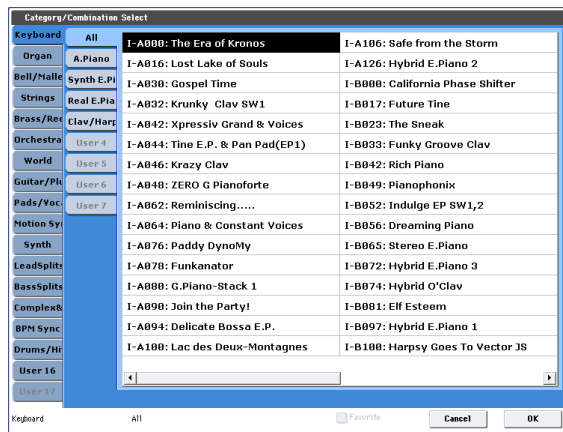 Category/Combination Select
Keyboard
Organ
Bell/Malle
Strings
Brass/Ree
Orchestra
World
Guitar/Plu
Pads/Voc
Motion Sy
Synth
LeadSplits
BassSplits
Complex&
BPM Sync
Drums/Hi
User 16
User 17
All
A.Piano
Synth E.Pi
Real E.Pia
Clav/Harp
User 4
User 5
User 6
User 7
I-A000: The Era of Kronos
I-A016: Lost Lake of Souls
I-A030: Gospel Time
I-A032: Krunky Clav SW1
I-A042: Xpressiv Grand & Voices
I-A044: Tine E.P. & Pan Pad(EP1)
I-A046: Krazy Clav
I-A048: ZERO G Pianoforte
I-A062: Reminiscing.....
I-A064: Piano & Constant Voices
I-A076: Paddy DynoMy
I-A078: Funkanator
I-A080: G.Piano-Stack 1
I-A090: Join the Party!
I-A094: Delicate Bossa E.P.
I-A100: Lac des Deux-Montagnes
I-A106: Safe from the Storm
I-A126: Hybrid E.Piano 2
I-B000: California Phase Shifter
I-B017: Future Tine
I-B023: The Sneak
I-B033: Funky Groove Clav
I-B042: Rich Piano
I-B049: Pianophonix
I-B052: Indulge EP SW1,2
I-B056: Dreaming Piano
I-B065: Stereo E.Piano
I-B072: Hybrid E.Piano 3
I-B074: Hybrid O'Clav
I-B081: Elf Esteem
I-B097: Hybrid E.Piano 1
I-B100: Harpsy Goes To Vector JS
Keyboard
All
Favorite
Cancel
OK